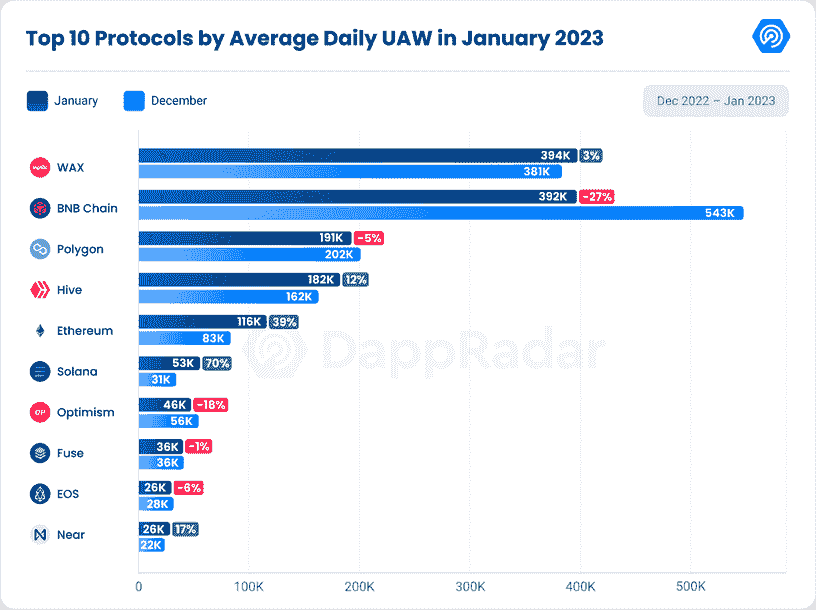 Top 10 Protocols by Average Daily UAW in January 2023
January
December
Dec 2022 – Jan 2023
WAX
394K 3%
381K
BNB Chain
392K -27%
543K
Polygon
191K -5%
202K
Hive
182K 12%
162K
Ethereum
116K 39%
83K
DappRadar
Solana
53K 70%
31K
OP
Optimism
46K -18%
56K
Fuse
36K -1%
36K
EOS
26K -6%
28K
Near
26K 17%
22K
0 100K 200K 300K 400K 500K